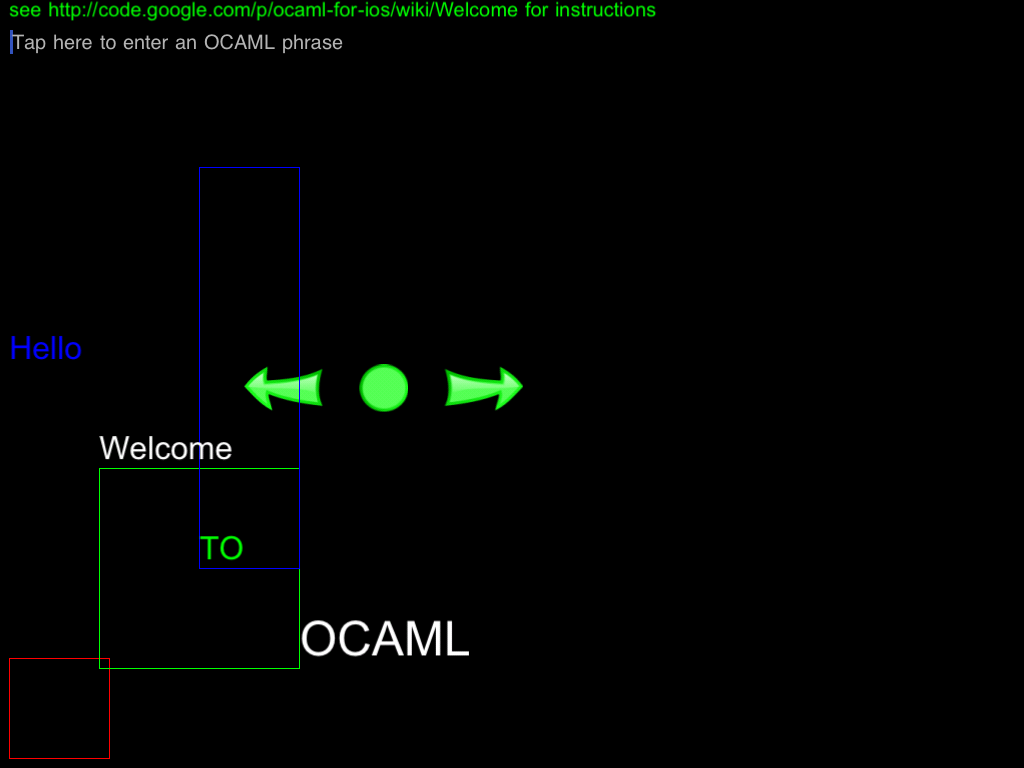 see http://code.google.com/p/ocaml-for-ios/wiki/Welcome for instructions
Tap here to enter an OCAML phrase
Hello
Welcome
TO
OCAML